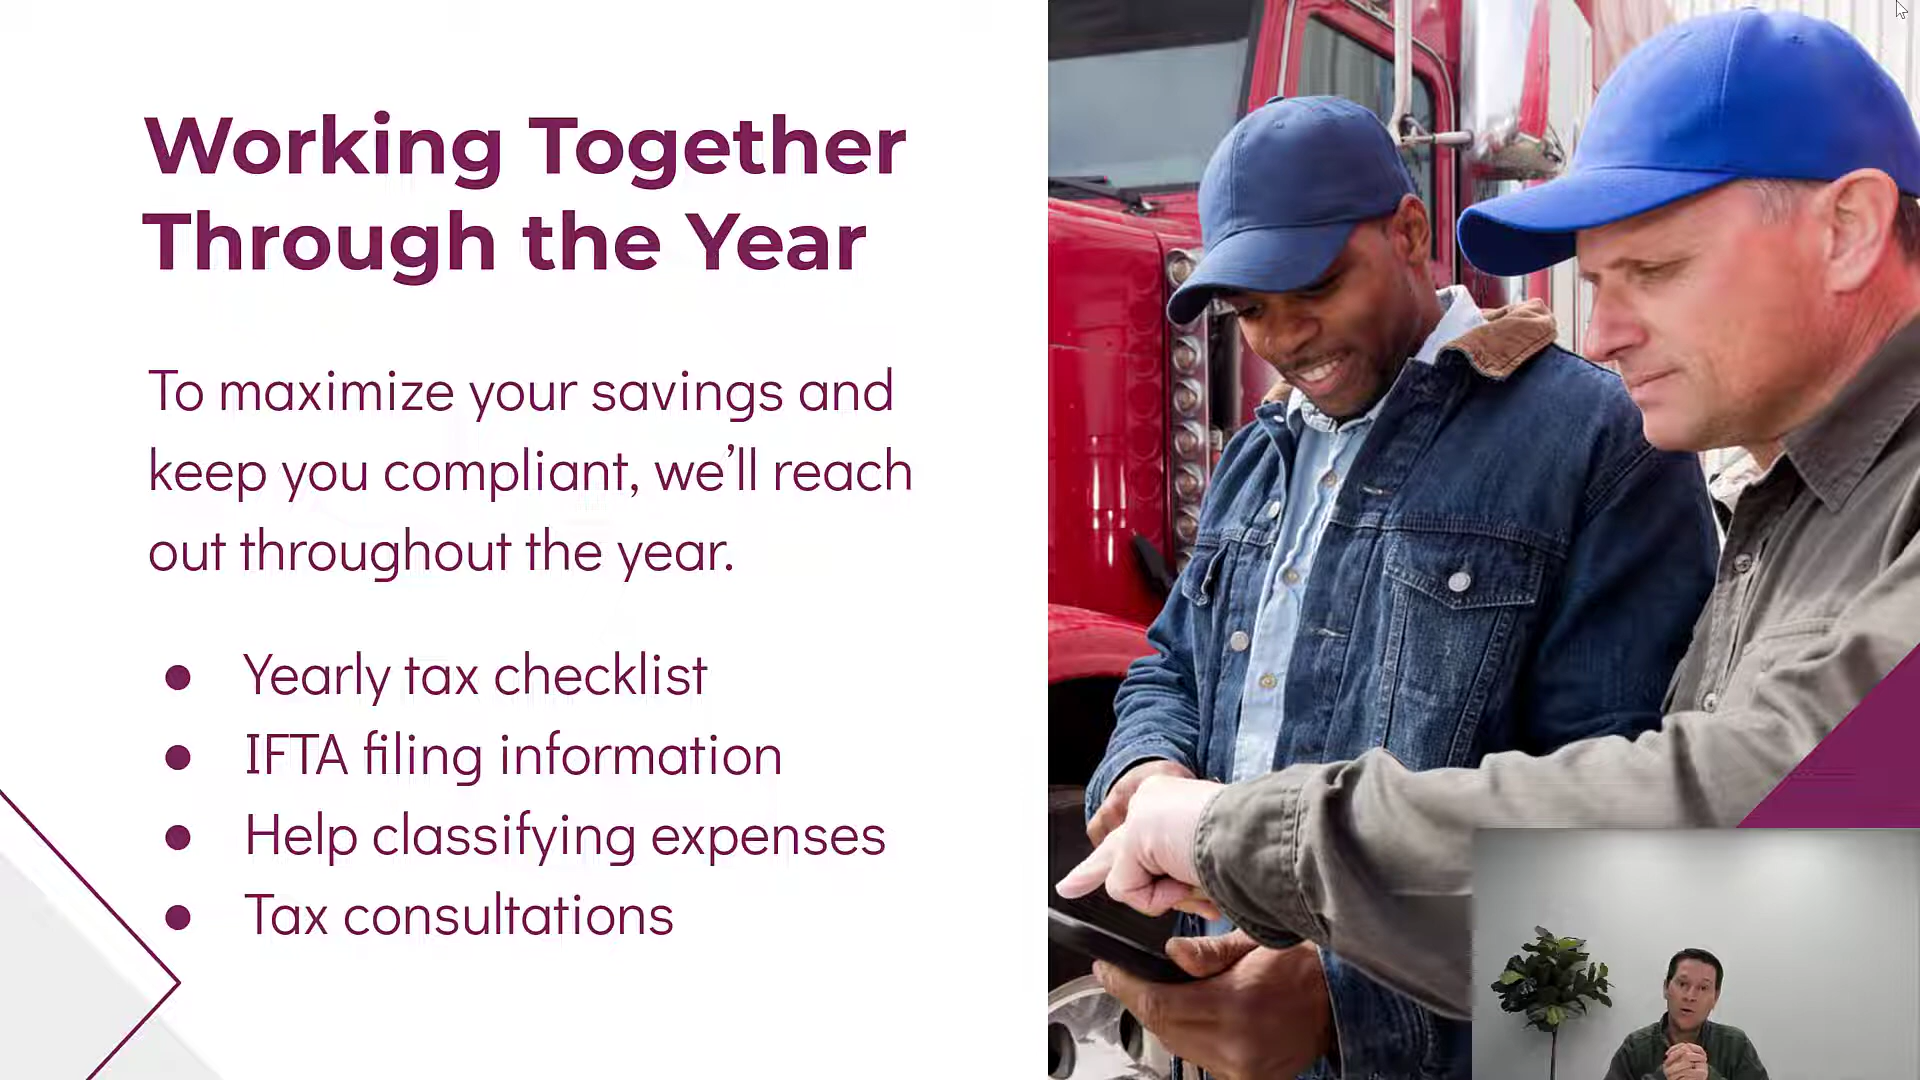 Working Together
Through the Year
To maximize your savings and
keep you compliant, we’ll reach
out throughout the year.
● Yearly tax checklist
● IFTA filing information
● Help classifying expenses
● Tax consultations